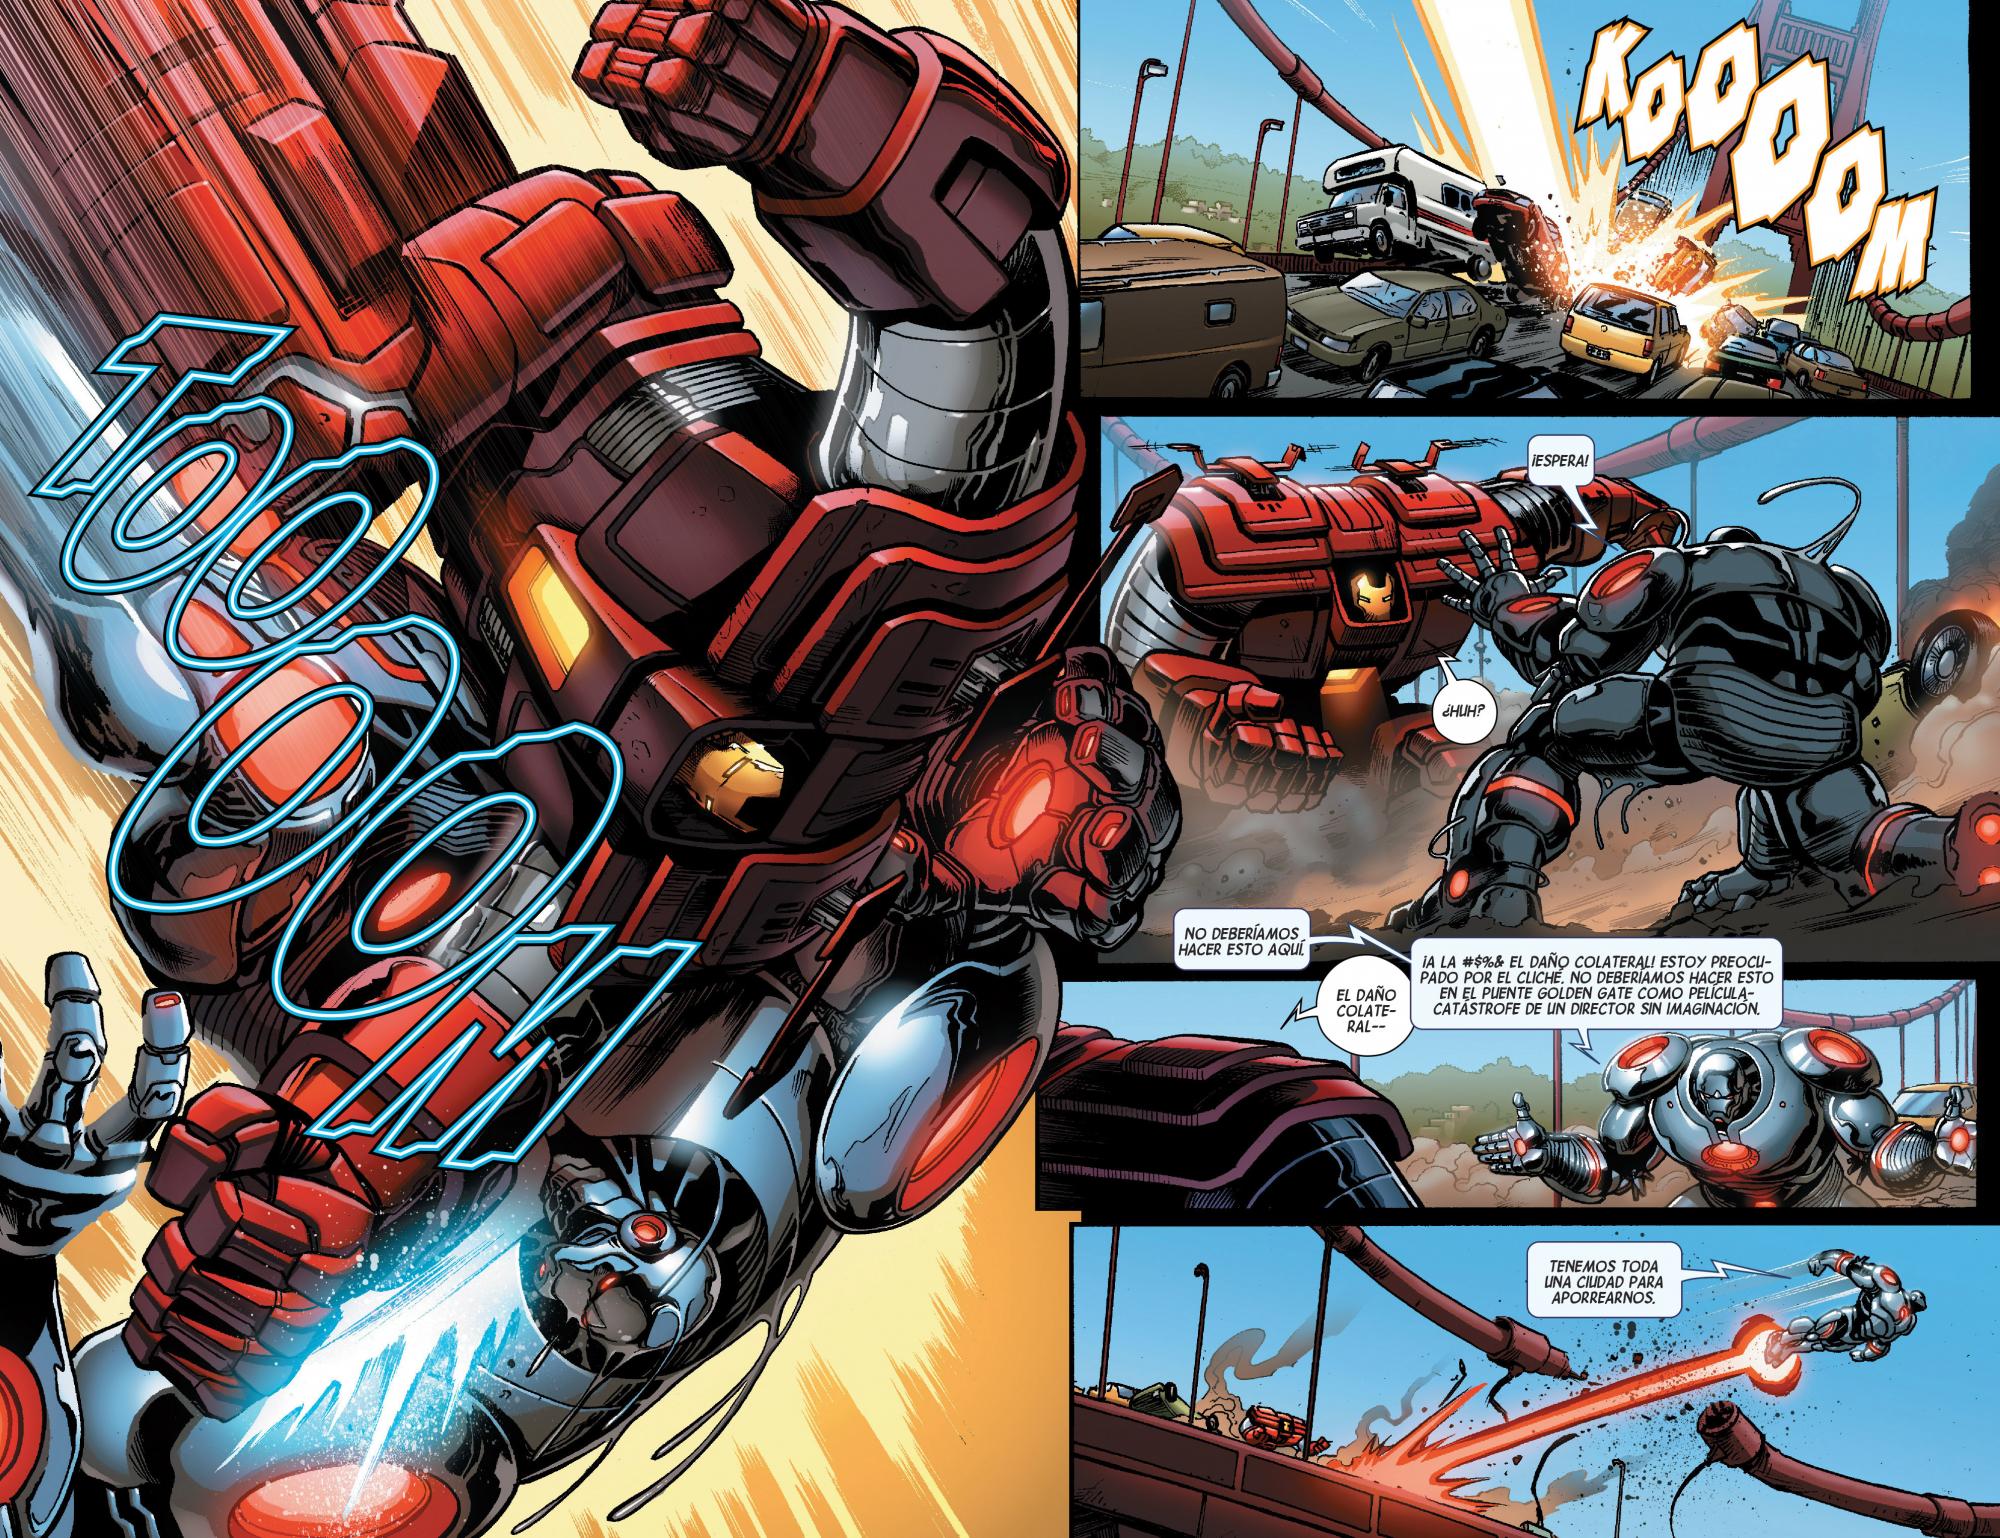 TOOOOOM
KOOOOOM
¡ESPERA!
¿HUH?
NO DEBERÍAMOS
HACER ESTO AQUÍ.
EL DAÑO
COLATE-
RAL--
¡A LA #$%& EL DAÑO COLATERAL! ESTOY PREOCU-
PADO POR EL CLICHÉ. NO DEBERÍAMOS HACER ESTO
EN EL PUENTE GOLDEN GATE COMO PELÍCULA-
CATÁSTROFE DE UN DIRECTOR SIN IMAGINACIÓN.
TENEMOS TODA
UNA CIUDAD PARA
APORREARNOS.